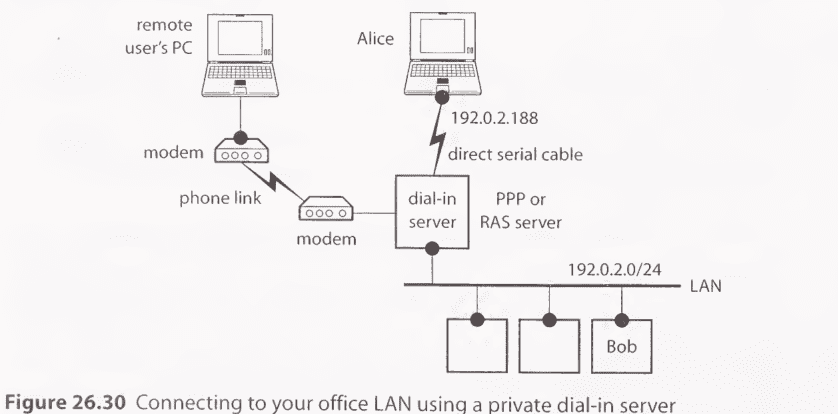 remote
user's PC
Alice
192.0.2.188
modem
direct serial cable
phone link
dial-in
server
PPP or
RAS server
modem
192.0.2.0/24
LAN
Bob
Figure 26.30 Connecting to your office LAN using a private dial-in server